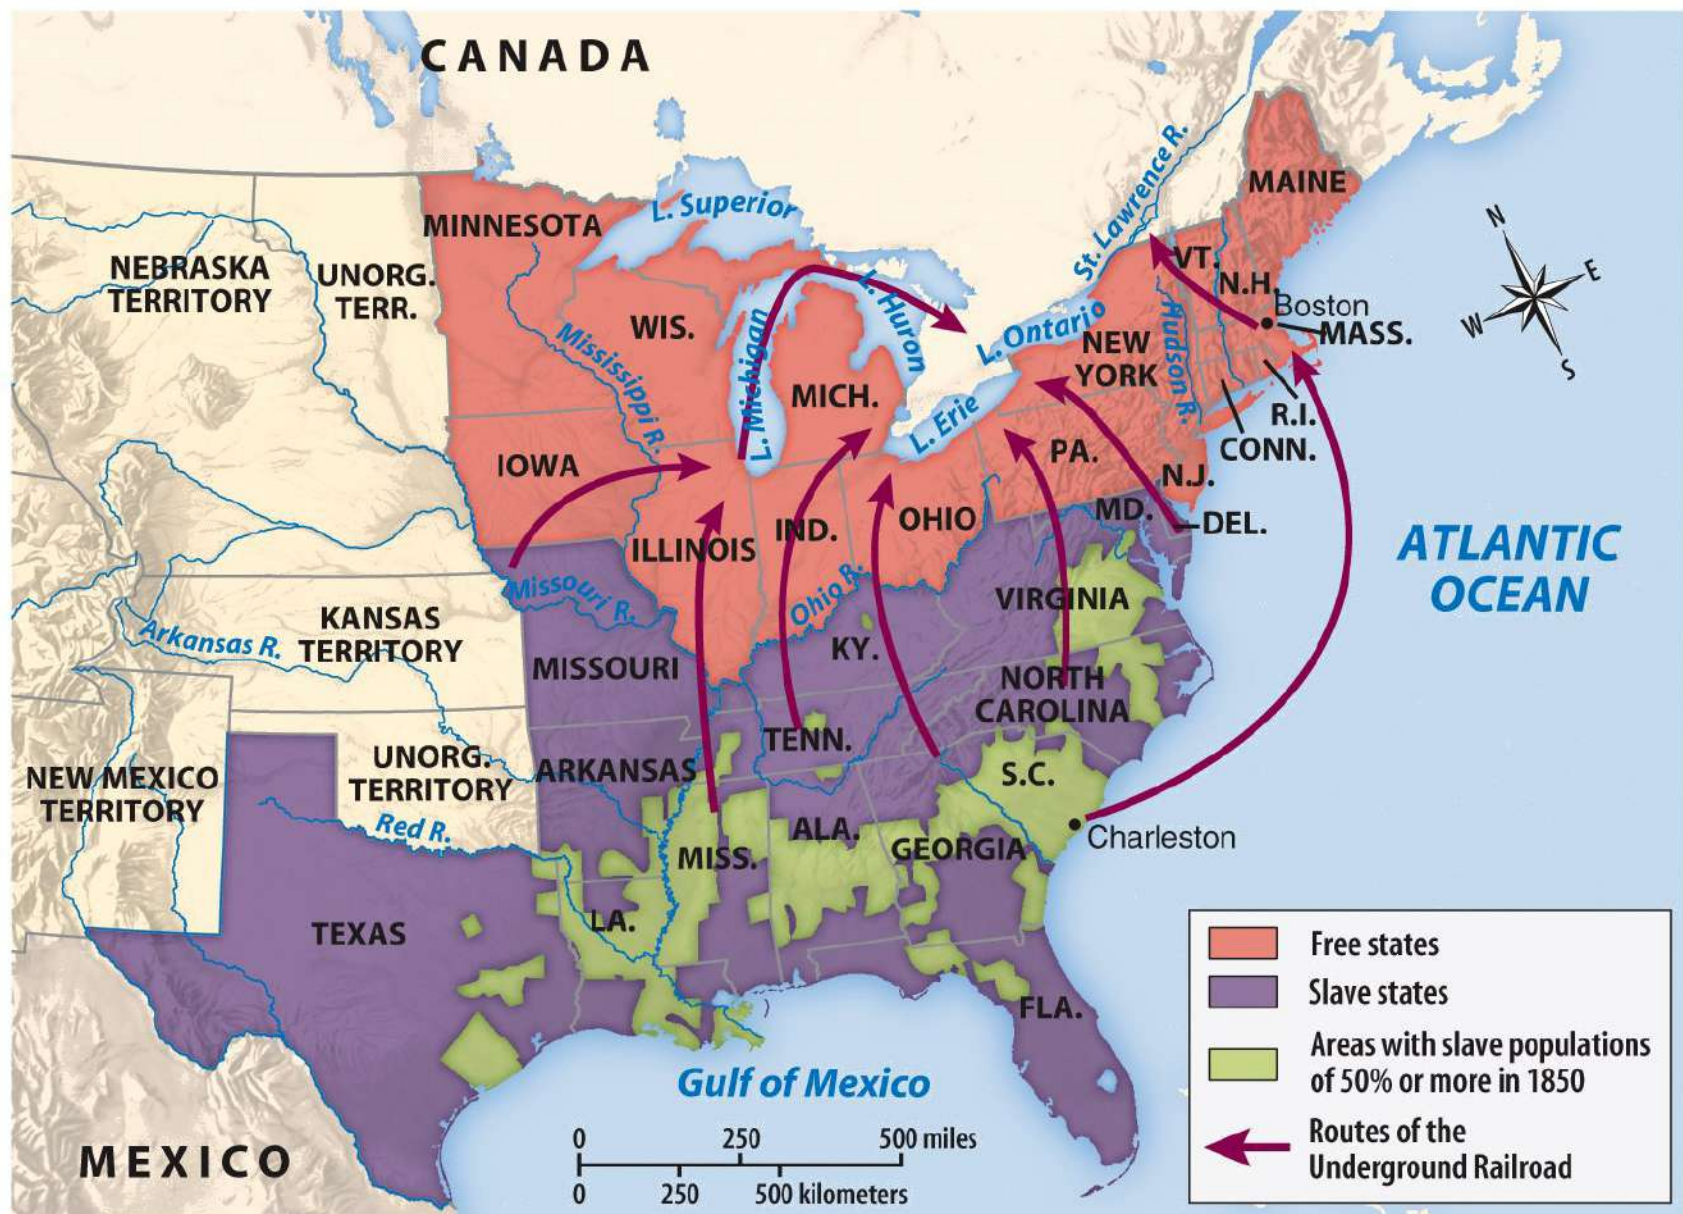 CANADA
St. Lawrence R.
MAINE
L. Superior
MINNESOTA
N
VT.
NEBRASKA
TERRITORY
UNORG.
TERR.
L. Huron
N.H.
E
Boston
WIS.
Mississippi R.
L. Michigan
L. Ontario
NEW
YORK
Hudson R.
MASS.
W
S
MICH.
L. Erie
R.I.
CONN.
IOWA
PA.
N.J.
MD.
DEL.
OHIO
IND.
ILLINOIS
ATLANTIC
OCEAN
Missouri R.
Ohio R.
VIRGINIA
KANSAS
TERRITORY
Arkansas R.
MISSOURI
KY.
NORTH
CAROLINA
TENN.
UNORG.
TERRITORY
ARKANSAS
S.C.
NEW MEXICO
TERRITORY
Red R.
MISS.
ALA.
GEORGIA
Charleston
TEXAS
LA.
FLA.
Gulf of Mexico
MEXICO
0 250 500 miles
0 250 500 kilometers
Free states
Slave states
Areas with slave populations
of 50% or more in 1850
Routes of the
Underground Railroad